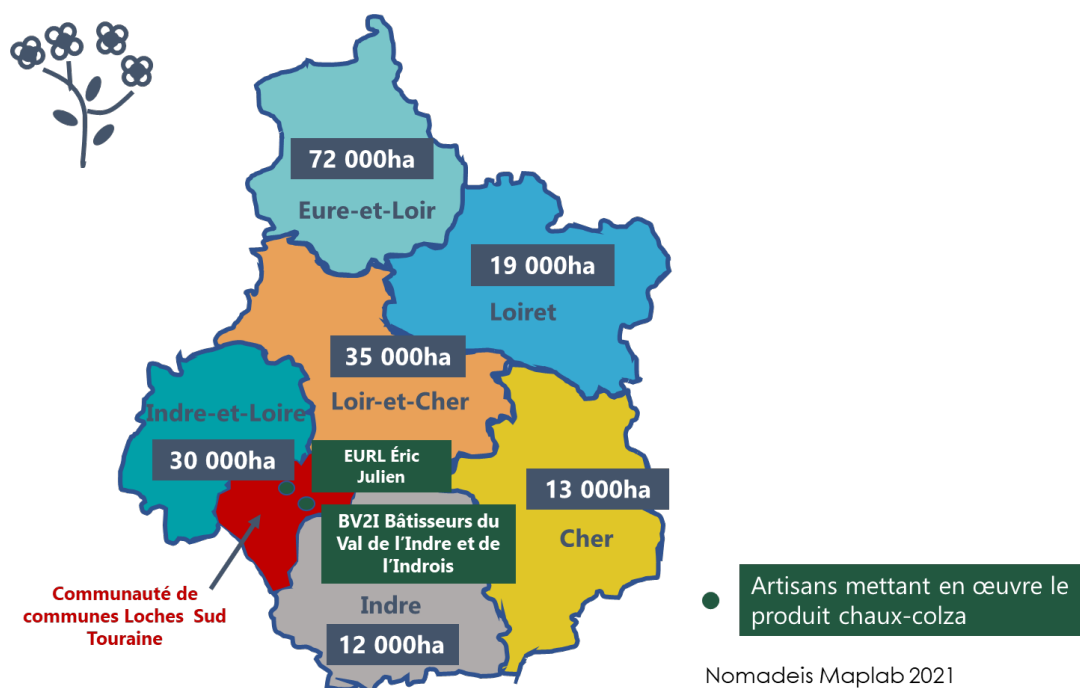 72 000ha
Eure-et-Loir
19 000ha
Loiret
35 000ha
Loir-et-Cher
Indre-et-Loire
30 000ha
EURL Éric
Julien
13 000ha
Cher
BV2I Bâtisseurs du
Val de l’Indre et de
l’Indrois
Communauté de
communes Loches Sud
Touraine
Indre
12 000ha
Artisans mettant en œuvre le
produit chaux-colza
Nomadeis Maplab 2021